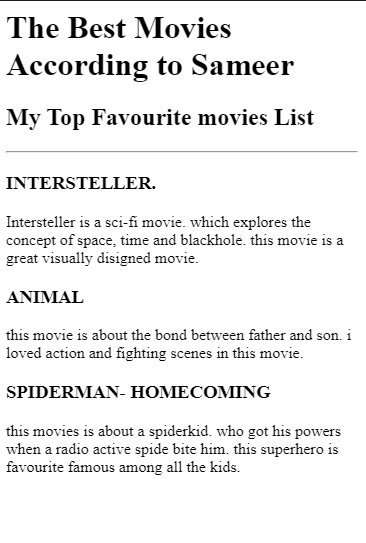 The Best Movies
According to Sameer
My Top Favourite movies List
INTERSTELLER.
Intersteller is a sci-fi movie. which explores the
concept of space, time and blackhole. this movie is a
great visually disigned movie.
ANIMAL
this movie is about the bond between father and son. i
loved action and fighting scenes in this movie.
SPIDERMAN- HOMECOMING
this movies is about a spiderkid. who got his powers
when a radio active spide bite him. this superhero is
favourite famous among all the kids.